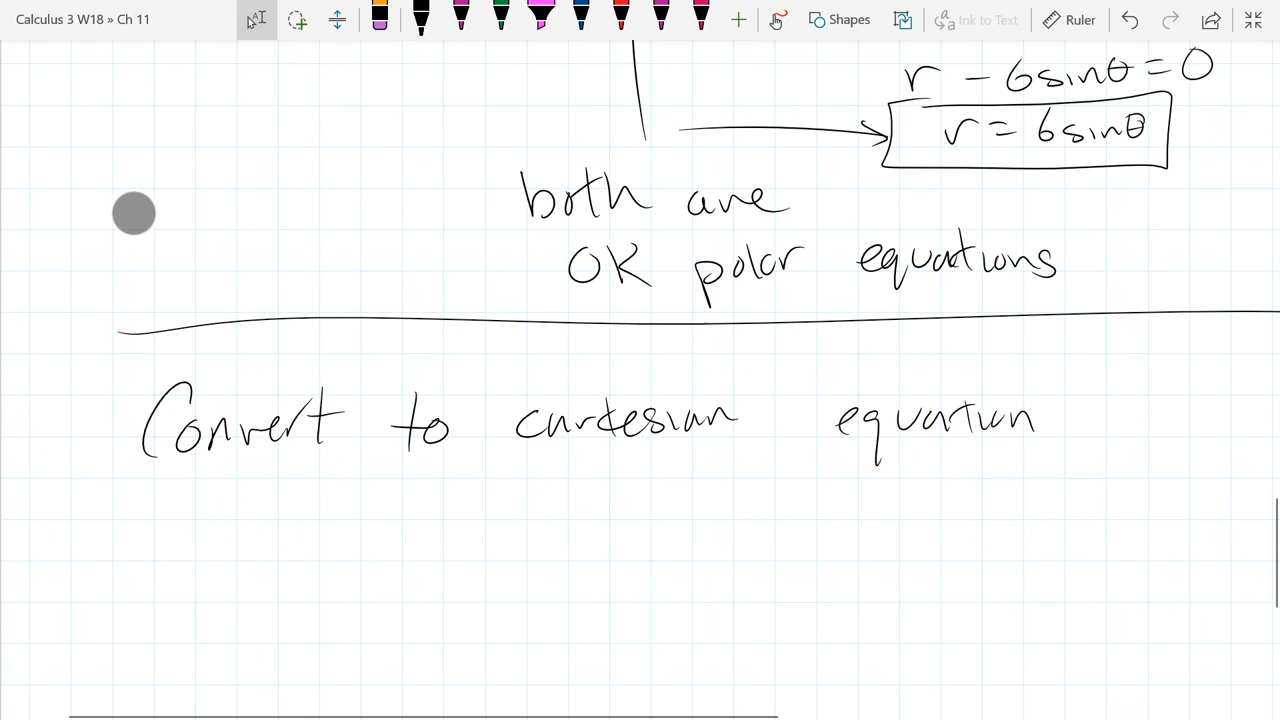 Calculus 3 W18 » Ch 11
Shapes
Ink to Text
Ruler
r - 6sinθ = 0
r = 6sinθ
both are
OK polar equations
Convert to cartesian equation